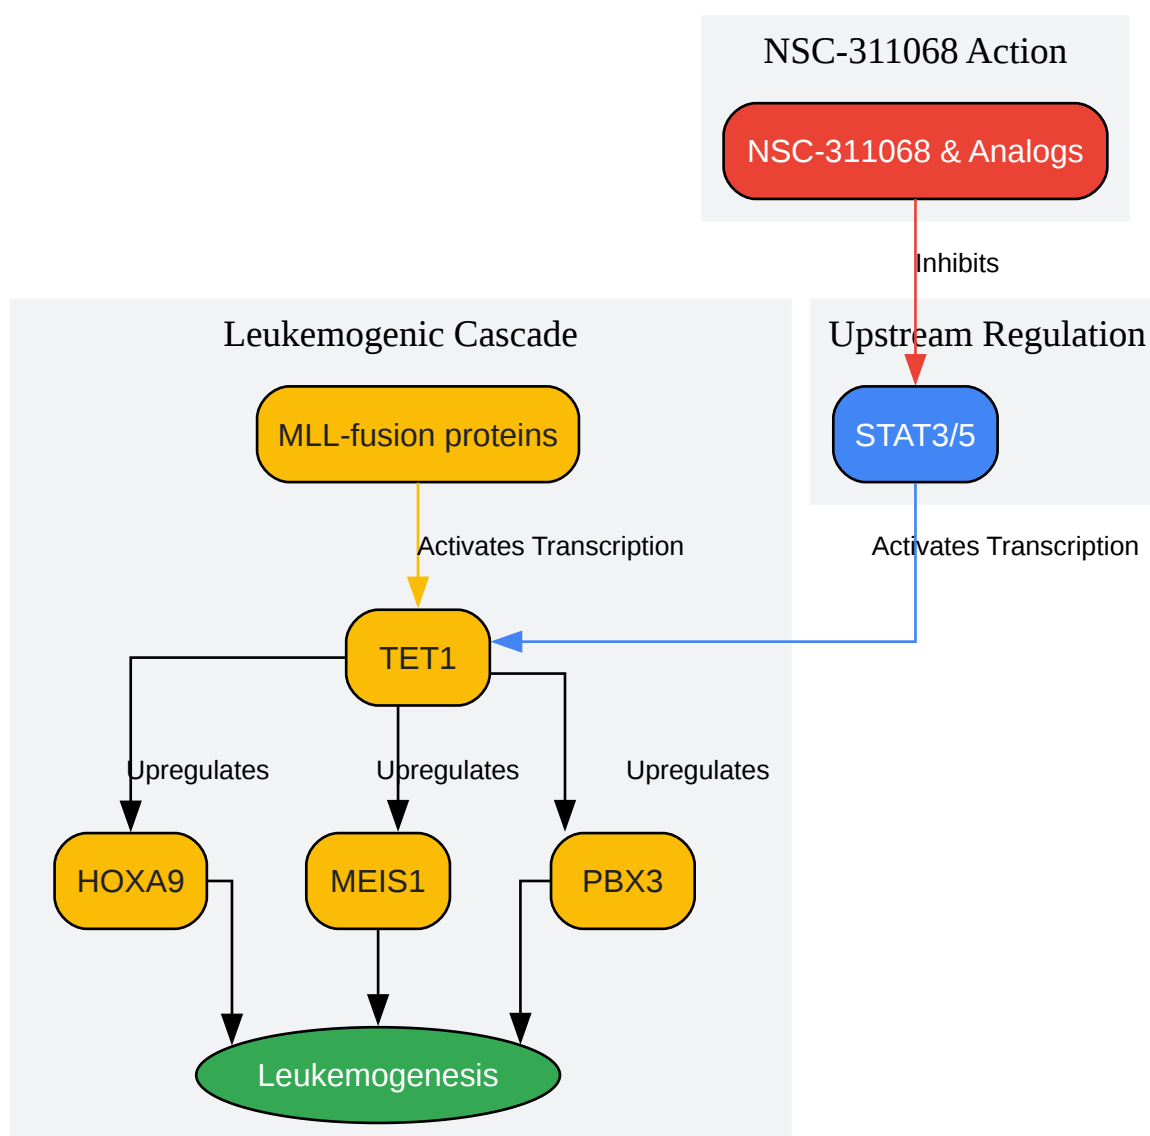 NSC-311068 Action
NSC-311068 & Analogs
Inhibits
Leukemogenic Cascade
Upstream Regulation
MLL-fusion proteins
STAT3/5
Activates Transcription
Activates Transcription
TET1
Upregulates
Upregulates
Upregulates
HOXA9
MEIS1
PBX3
Leukemogenesis